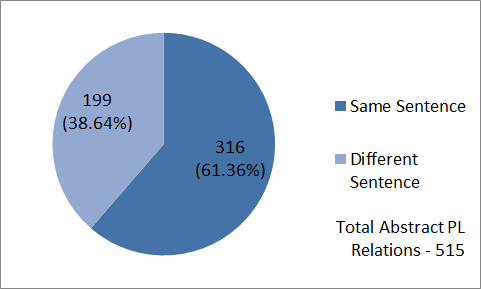 199
(38.64%)
316
(61.36%)
Same Sentence
Different
Sentence
Total Abstract PL
Relations - 515